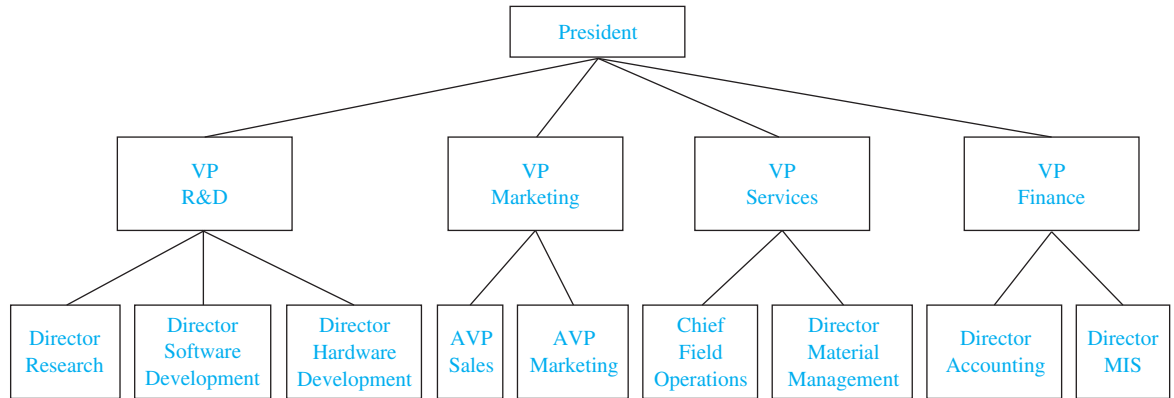 President
VP
R&D
VP
Marketing
VP
Services
VP
Finance
Director
Research
Director
Software
Development
Director
Hardware
Development
AVP
Sales
AVP
Marketing
Chief
Field
Operations
Director
Material
Management
Director
Accounting
Director
MIS